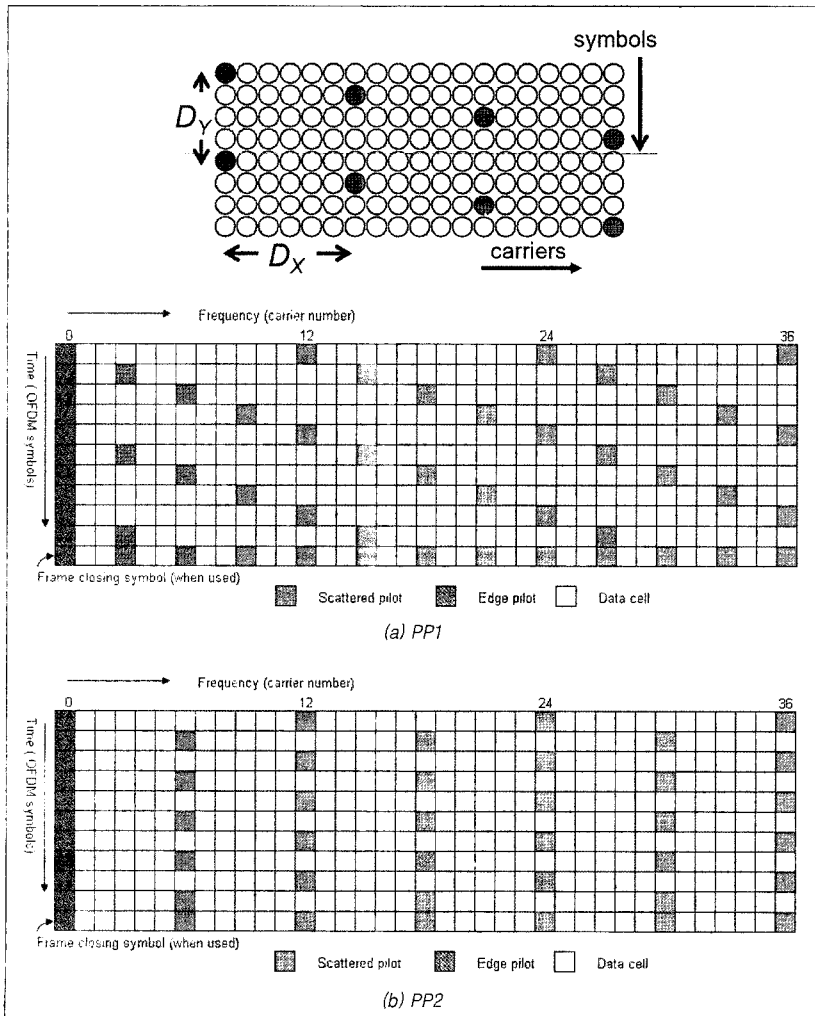 symbols
D_Y
D_X
carriers
Frequency (carrier number)
0 12 24 36
Time ( OFDM symbols)
Frame closing symbol (when used)
Scattered pilot Edge pilot Data cell
(a) PP1
Frequency (carrier number)
0 12 24 36
Time ( OFDM symbols)
Frame closing symbol (when used)
Scattered pilot Edge pilot Data cell
(b) PP2